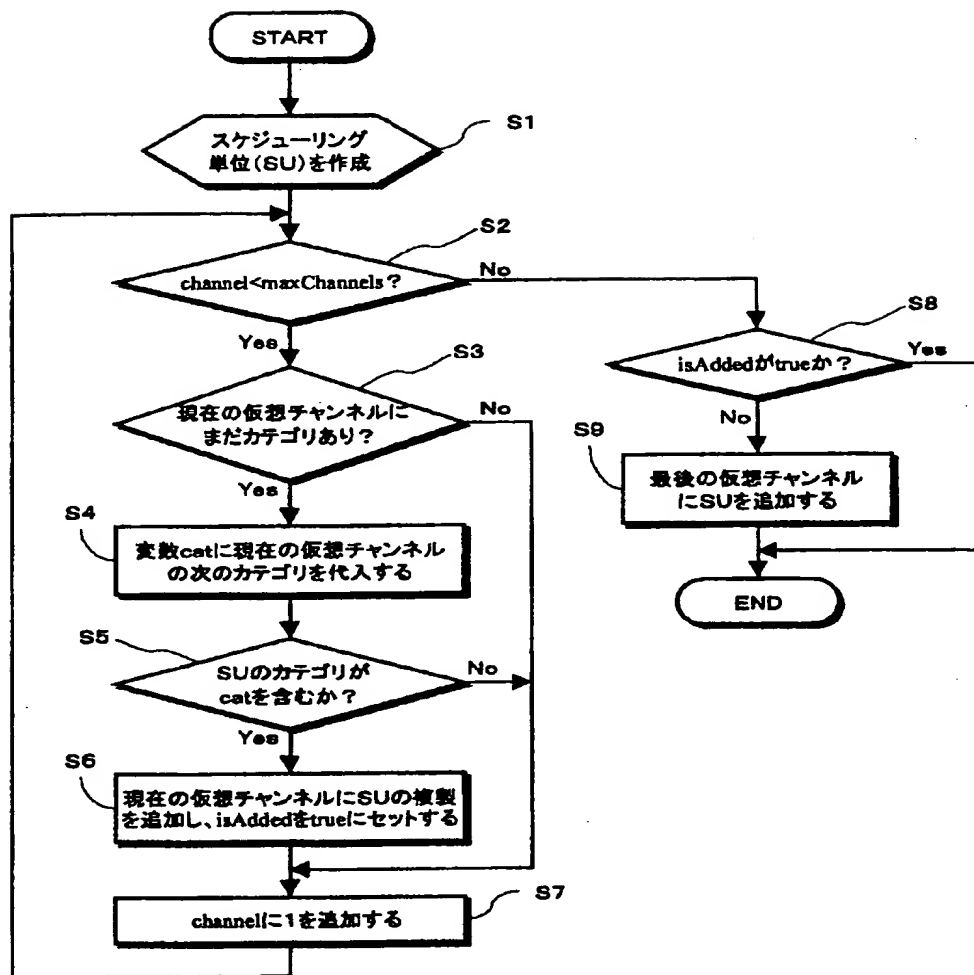 START
スケジューリング
単位(SU)を作成
S1
S2
channel<maxChannels?
No
Yes
S3
現在の仮想チャンネルに
まだカテゴリあり?
No
Yes
S4
変数catに現在の仮想チャンネル
の次のカテゴリを代入する
S5
SUのカテゴリが
catを含むか?
No
Yes
S6
現在の仮想チャンネルにSUの複製
を追加し、isAddedをtrueにセットする
S7
channelに1を追加する
S8
isAddedがtrueか?
Yes
No
S9
最後の仮想チャンネル
にSUを追加する
END